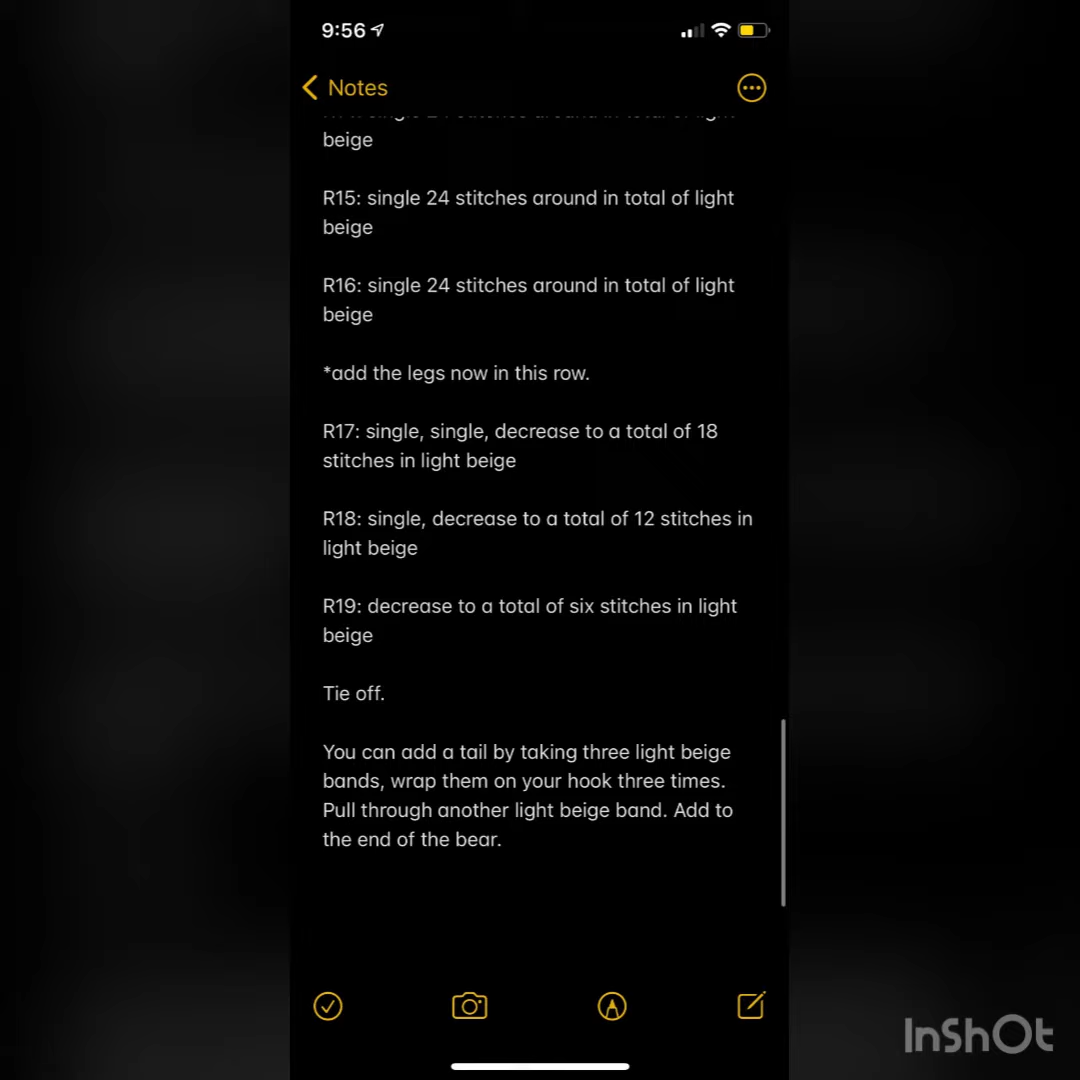 9:56
Notes
beige
R15: single 24 stitches around in total of light
beige
R16: single 24 stitches around in total of light
beige
*add the legs now in this row.
R17: single, single, decrease to a total of 18
stitches in light beige
R18: single, decrease to a total of 12 stitches in
light beige
R19: decrease to a total of six stitches in light
beige
Tie off.
You can add a tail by taking three light beige
bands, wrap them on your hook three times.
Pull through another light beige band. Add to
the end of the bear.
InShOt